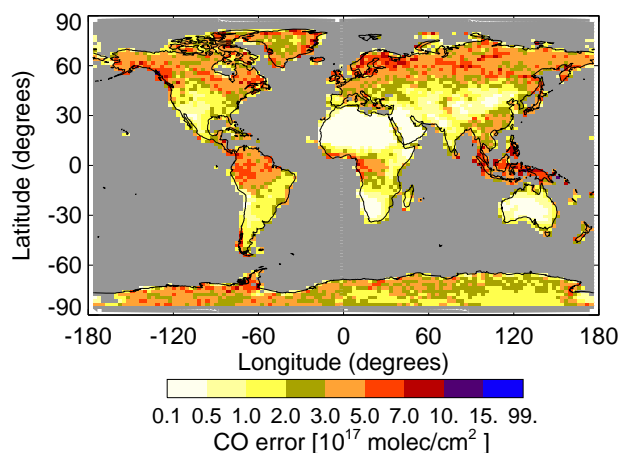 90
60
30
0
-30
-60
-90
Latitude (degrees)
-180 -120 -60 0 60 120 180
Longitude (degrees)
0.1 0.5 1.0 2.0 3.0 5.0 7.0 10. 15. 99.
CO error [10¹⁷ molec/cm² ]